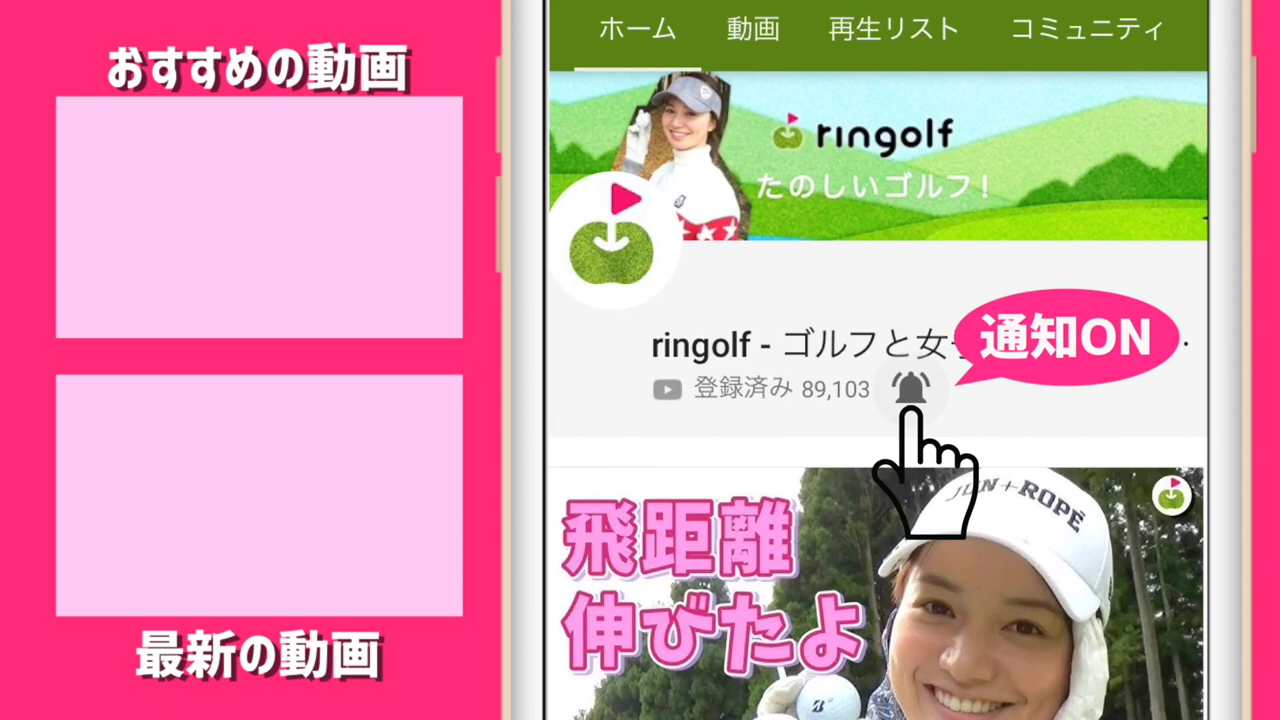 おすすめの動画
最新の動画
ホーム 動画 再生リスト コミュニティ
ringolf
たのしいゴルフ!
ringolf - ゴルフと女
通知ON
登録済み 89,103
飛距離
伸びたよ
JUN+ROPÉ
B